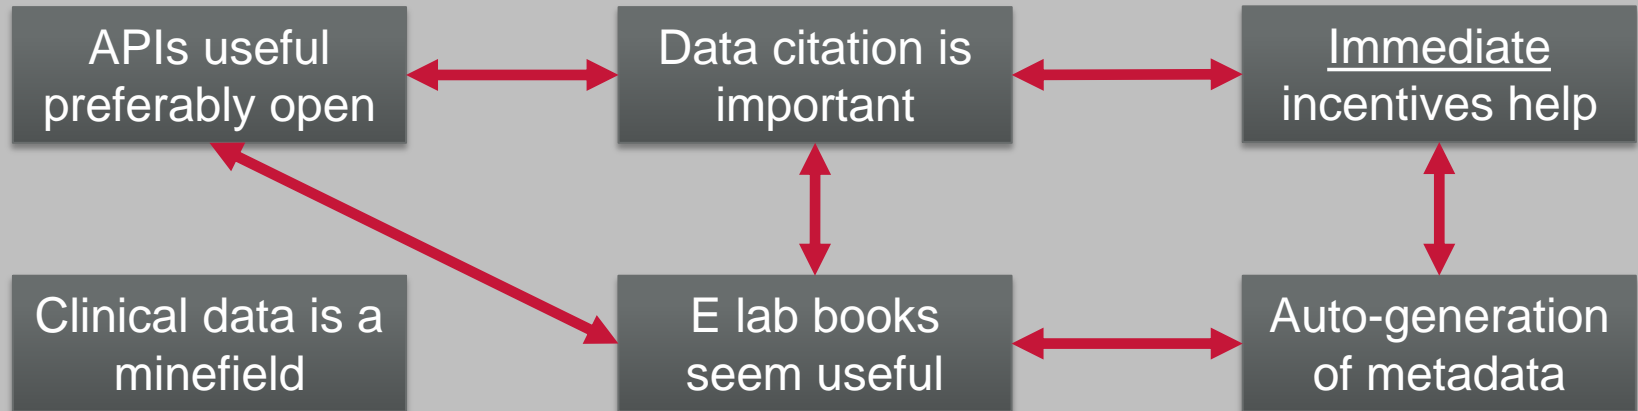 APIs useful
preferably open
Data citation is
important
Immediate
incentives help
Clinical data is a
minefield
E lab books
seem useful
Auto-generation
of metadata